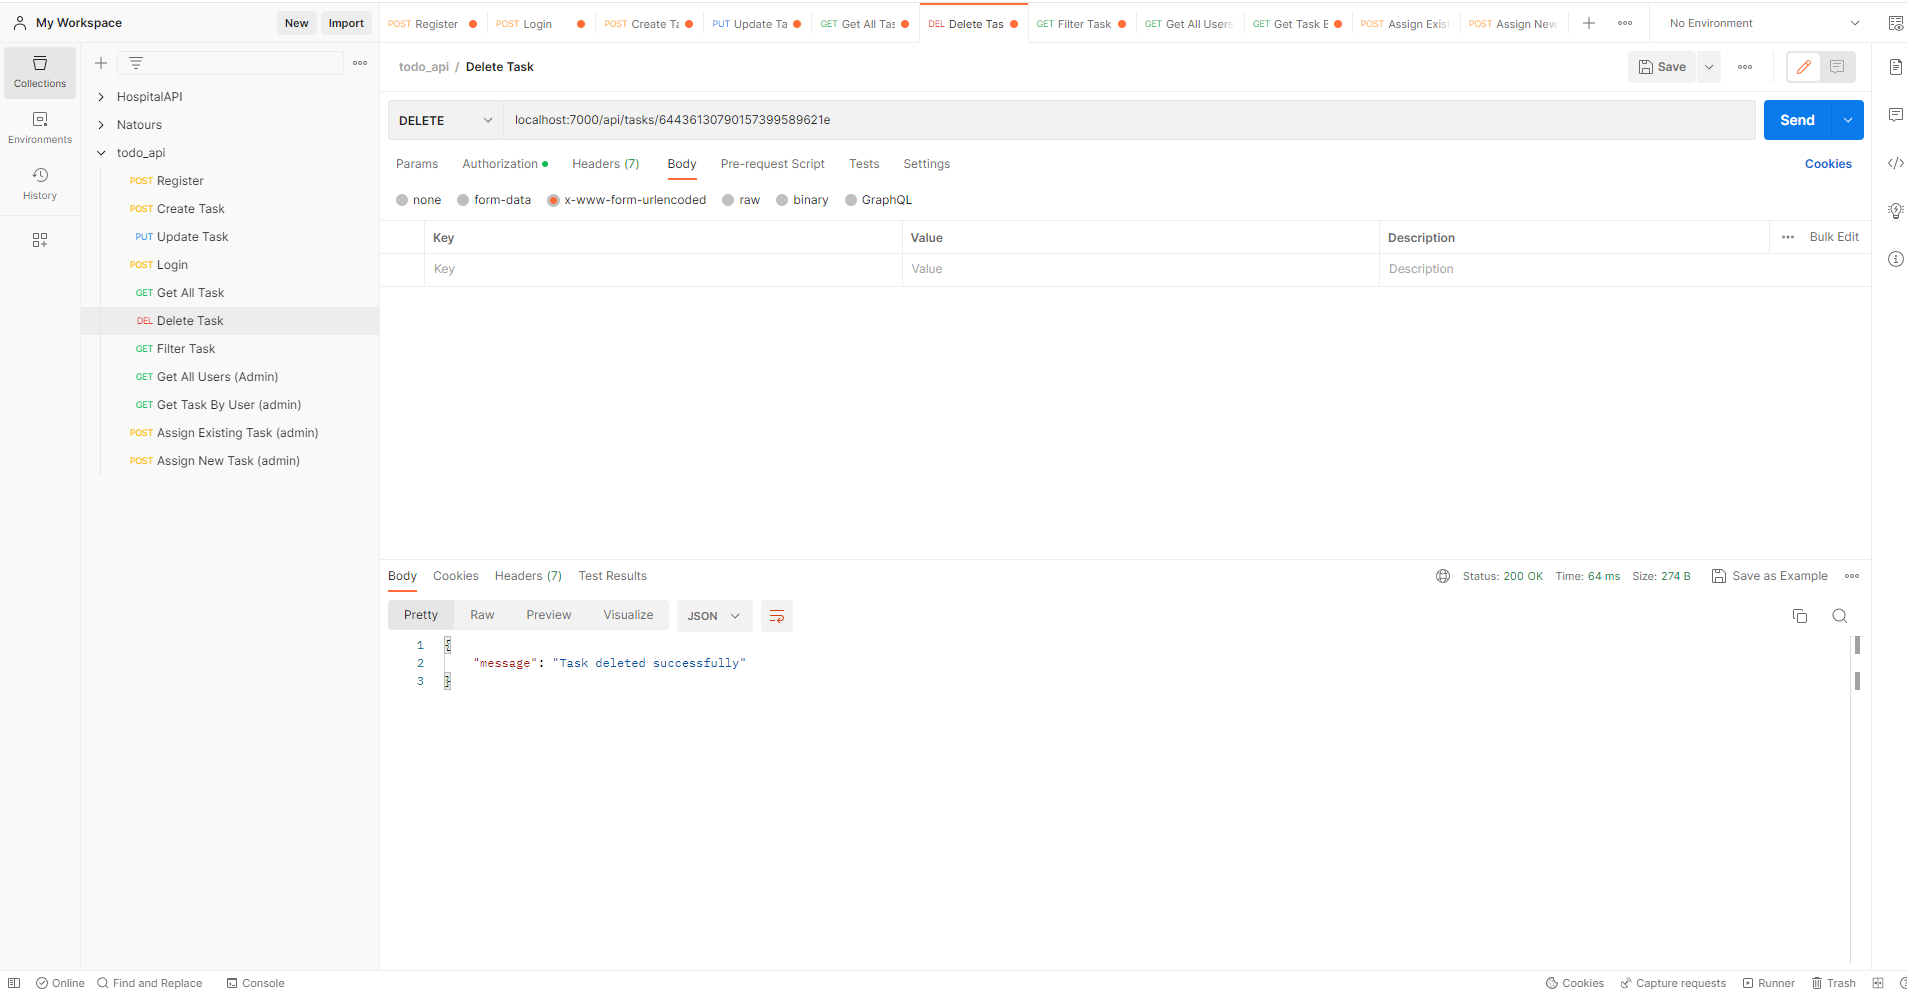 My Workspace
New
Import
POST Register
POST Login
POST Create Ta
PUT Update Ta
GET Get All Tas
DEL Delete Tas
GET Filter Task
GET Get All Users
GET Get Task B
POST Assign Exis
POST Assign New
No Environment
Collections
Environments
History
HospitalAPI
Natours
todo_api
POST Register
POST Create Task
PUT Update Task
POST Login
GET Get All Task
DEL Delete Task
GET Filter Task
GET Get All Users (Admin)
GET Get Task By User (admin)
POST Assign Existing Task (admin)
POST Assign New Task (admin)
todo_api / Delete Task
Save
DELETE
localhost:7000/api/tasks/64436130790157399589621e
Send
Params
Authorization
Headers (7)
Body
Pre-request Script
Tests
Settings
Cookies
none
form-data
x-www-form-urlencoded
raw
binary
GraphQL
Key
Value
Description
Bulk Edit
Key
Value
Description
Body
Cookies
Headers (7)
Test Results
Status: 200 OK
Time: 64 ms
Size: 274 B
Save as Example
Pretty
Raw
Preview
Visualize
JSON
1 {
2 "message": "Task deleted successfully"
3 }
Online
Find and Replace
Console
Cookies
Capture requests
Runner
Trash